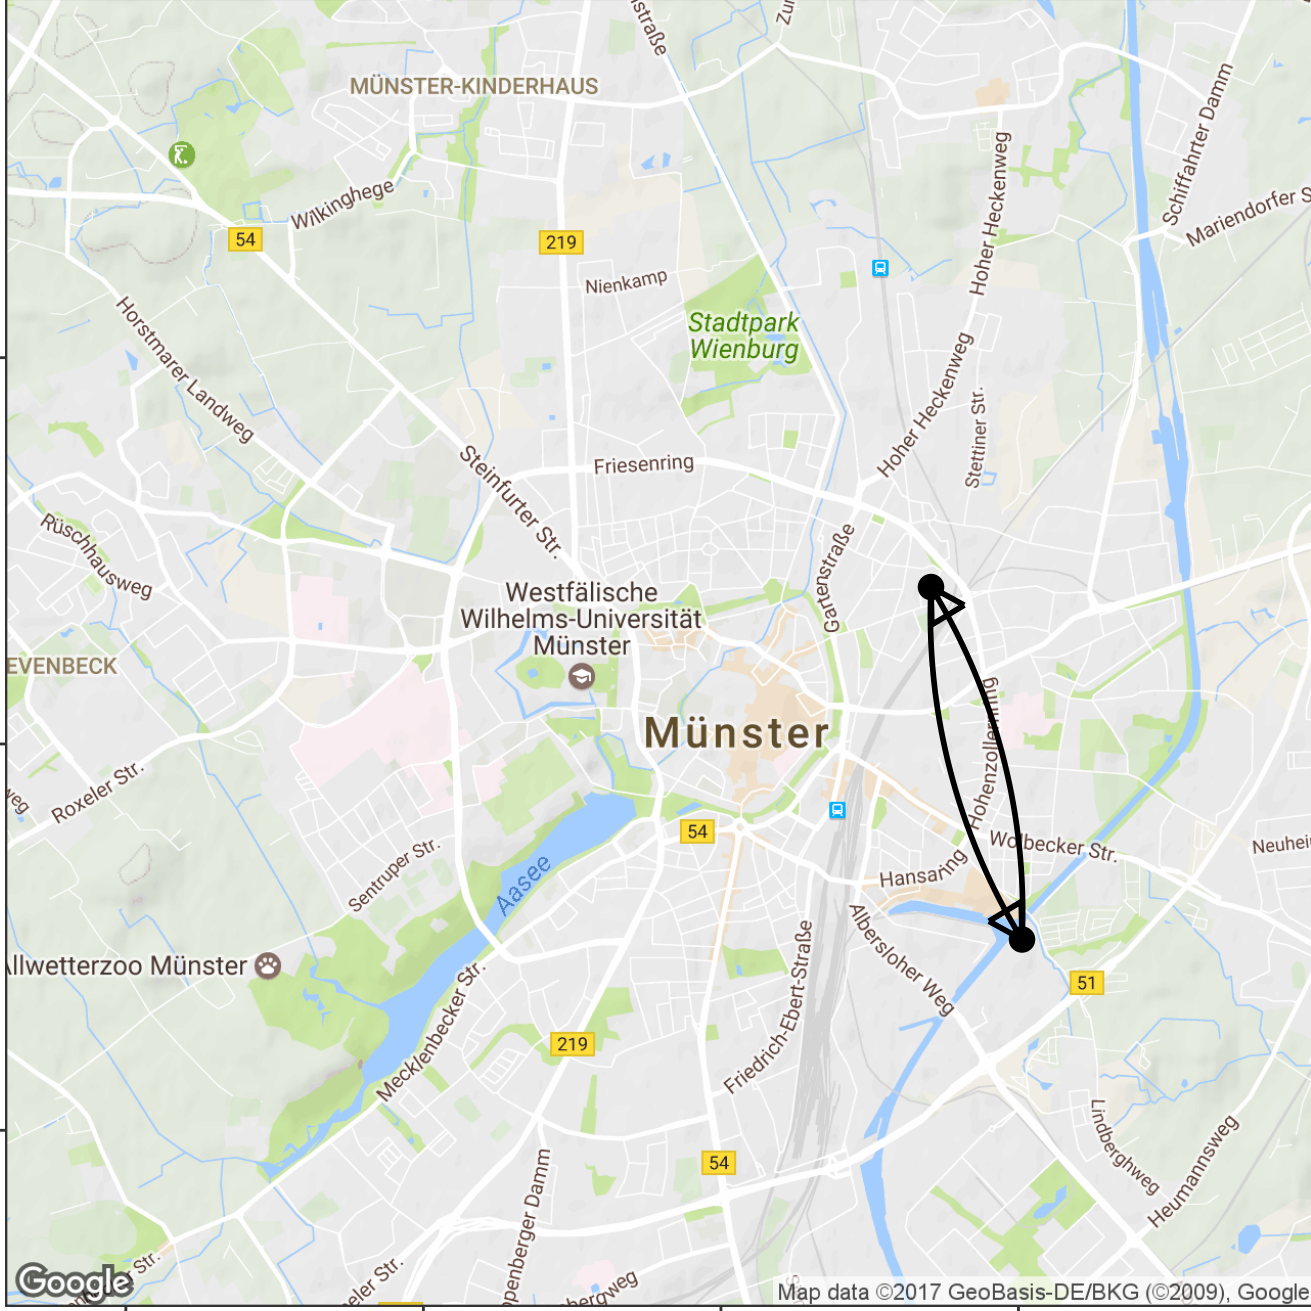 MÜNSTER-KINDERHAUS
Schiffahrter Damm
Hoher Heckenweg
Wilkinghege
Mariendorfer S
54
219
Nienkamp
Stadtpark
Wienburg
Horstmarer Landweg
Hoher Heckenweg
Stettiner Str.
Steinfurter Str.
Friesenring
Rüschhausweg
Gartenstraße
Westfälische
Wilhelms-Universität
Münster
EVENBECK
Hohenzollernring
Münster
Roxeler Str.
weg
54
Wolbecker Str.
Neuhei
Sentruper Str.
Aasee
Hansaring
Albersloher Weg
Allwetterzoo Münster
Friedrich-Ebert-Straße
51
Mecklenbecker Str.
219
Lindberghweg
54
Heumannsweg
Google
Map data ©2017 GeoBasis-DE/BKG (©2009), Google